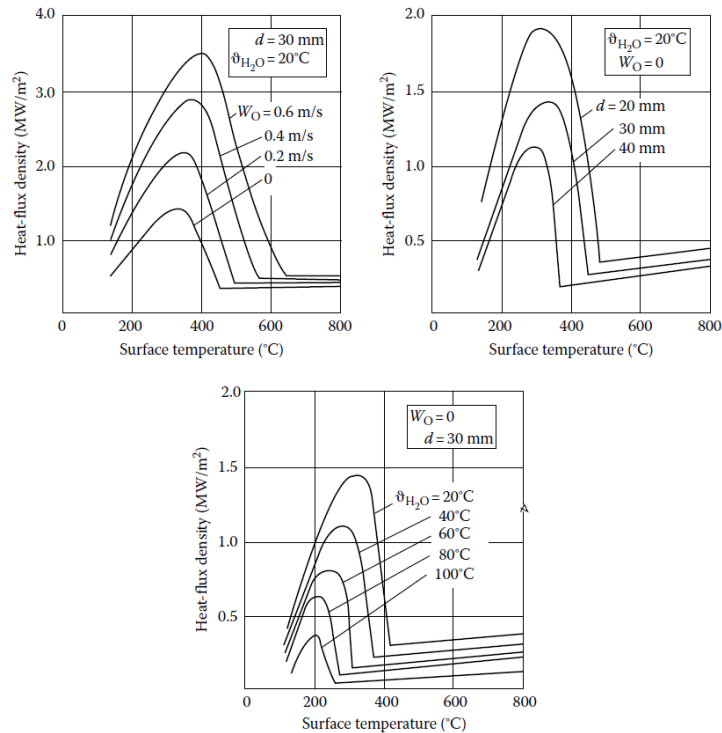 4.0
3.0
2.0
1.0
Heat-flux density (MW/m²)
d = 30 mm
ϑH₂O = 20°C
WO = 0.6 m/s
0.4 m/s
0.2 m/s
0
0 200 400 600 800
Surface temperature (°C)
2.0
1.5
1.0
0.5
Heat-flux density (MW/m²)
ϑH₂O = 20°C
WO = 0
d = 20 mm
30 mm
40 mm
0 200 400 600 800
Surface temperature (°C)
2.0
1.5
1.0
0.5
Heat-flux density (MW/m²)
WO = 0
d = 30 mm
ϑH₂O = 20°C
40°C
60°C
80°C
100°C
0 200 400 600 800
Surface temperature (°C)